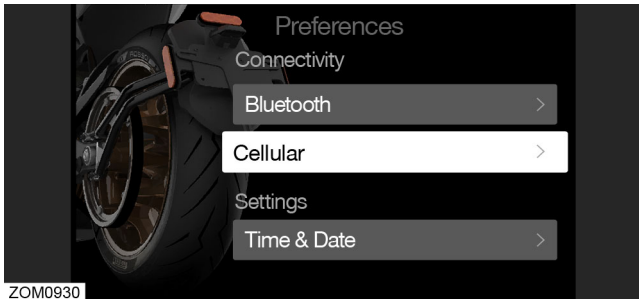 Preferences
Connectivity
Bluetooth
Cellular
Settings
Time & Date
ZOM0930